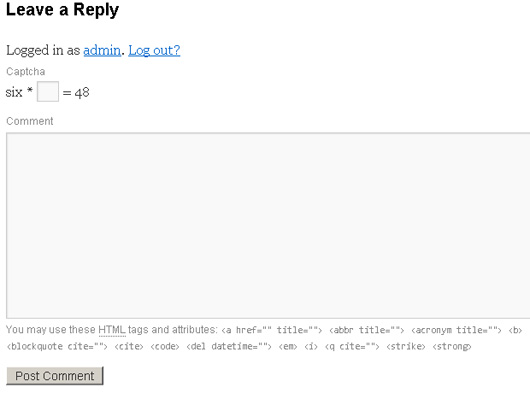 Leave a Reply
Logged in as admin. Log out?
Captcha
six * = 48
Comment
You may use these HTML tags and attributes: <a href="" title=""> <abbr title=""> <acronym title=""> <b>
<blockquote cite=""> <cite> <code> <del datetime=""> <em> <i> <q cite=""> <strike> <strong>
Post Comment